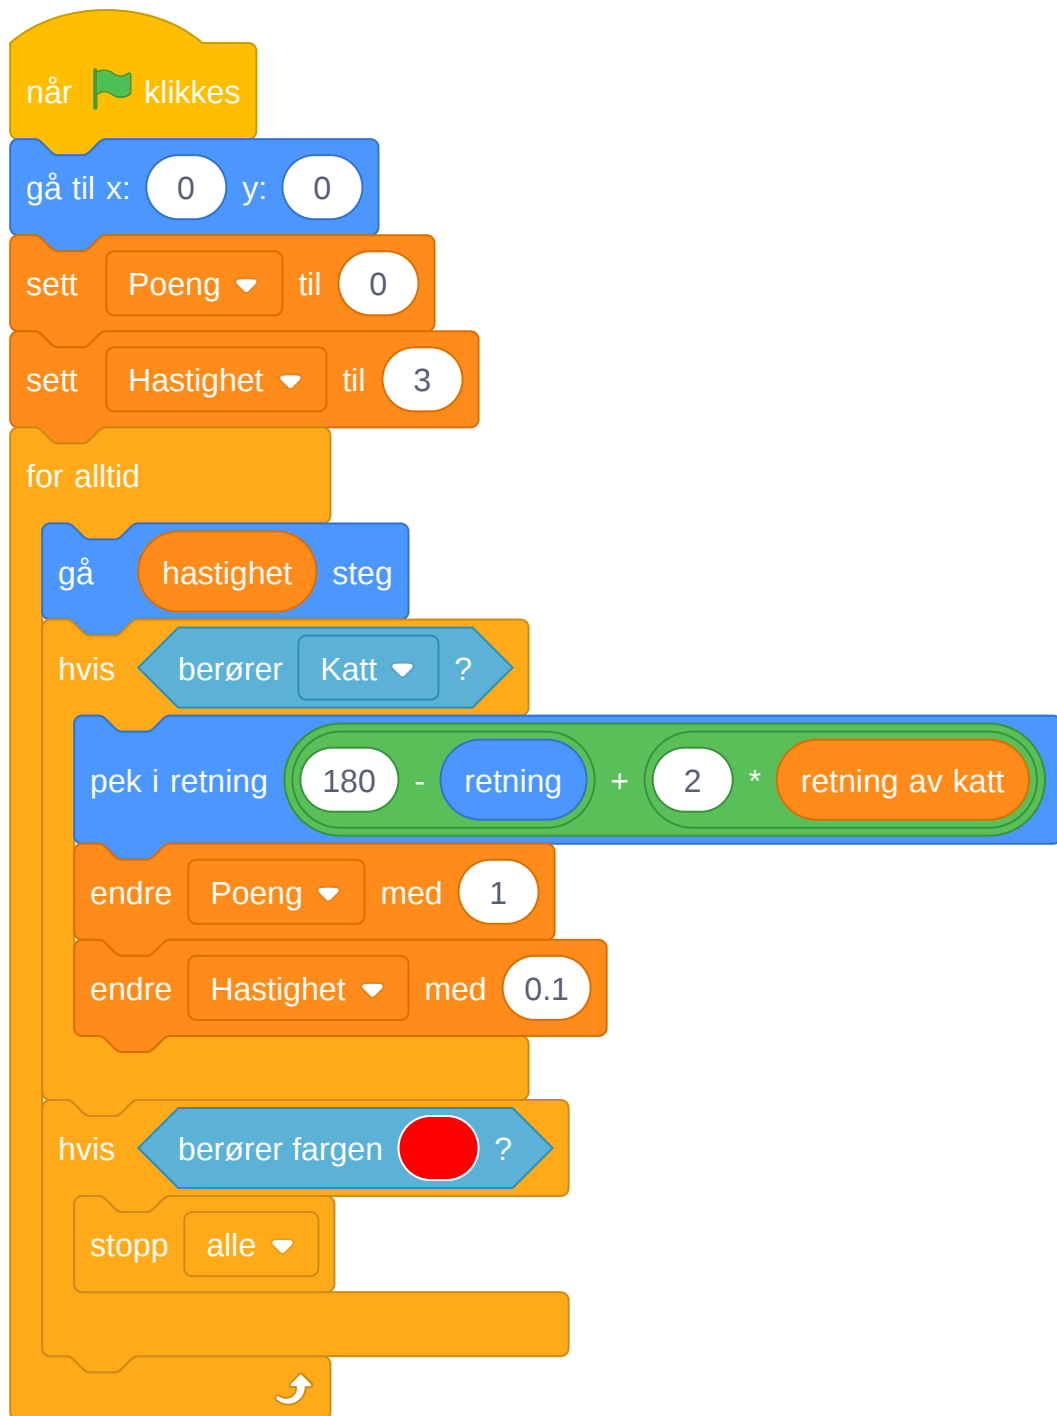 når klikkes
gå til x: 0 y: 0
sett Poeng til 0
sett Hastighet til 3
for alltid
gå hastighet steg
hvis berører Katt ?
pek i retning 180 - retning + 2 * retning av katt
endre Poeng med 1
endre Hastighet med 0.1
hvis berører fargen ?
stopp alle